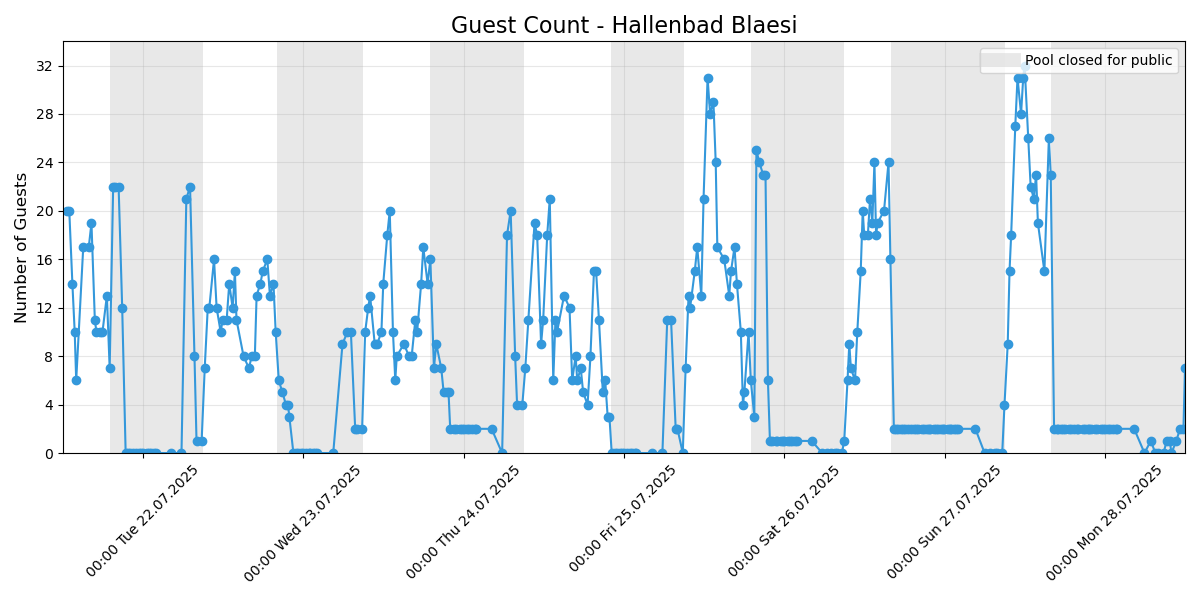 Guest Count - Hallenbad Blaesi
Pool closed for public
Number of Guests
32
28
24
20
16
12
8
4
0
00:00 Tue 22.07.2025
00:00 Wed 23.07.2025
00:00 Thu 24.07.2025
00:00 Fri 25.07.2025
00:00 Sat 26.07.2025
00:00 Sun 27.07.2025
00:00 Mon 28.07.2025